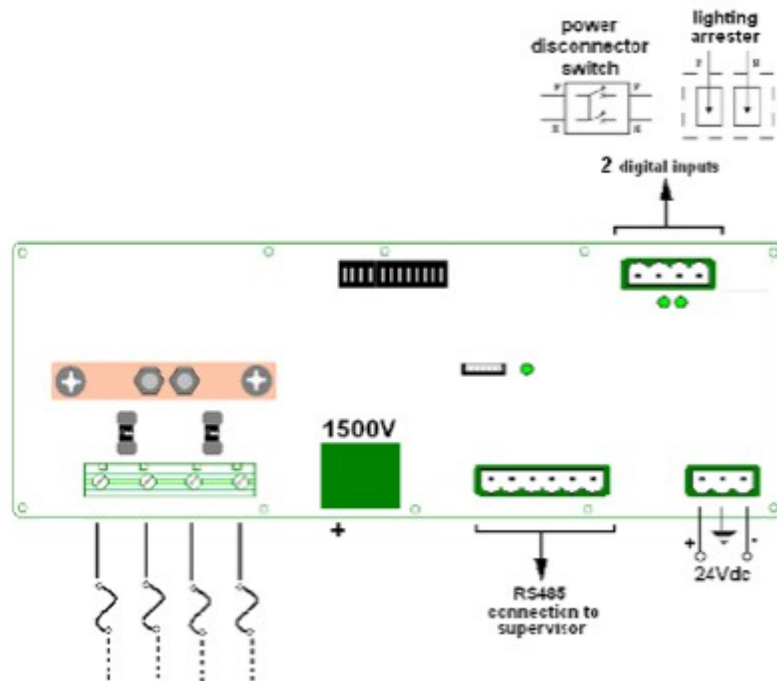 power
disconnector
switch
lighting
arrester
2 digital inputs
1500V
+
RS485
connection to
supervisor
+ -
24Vdc